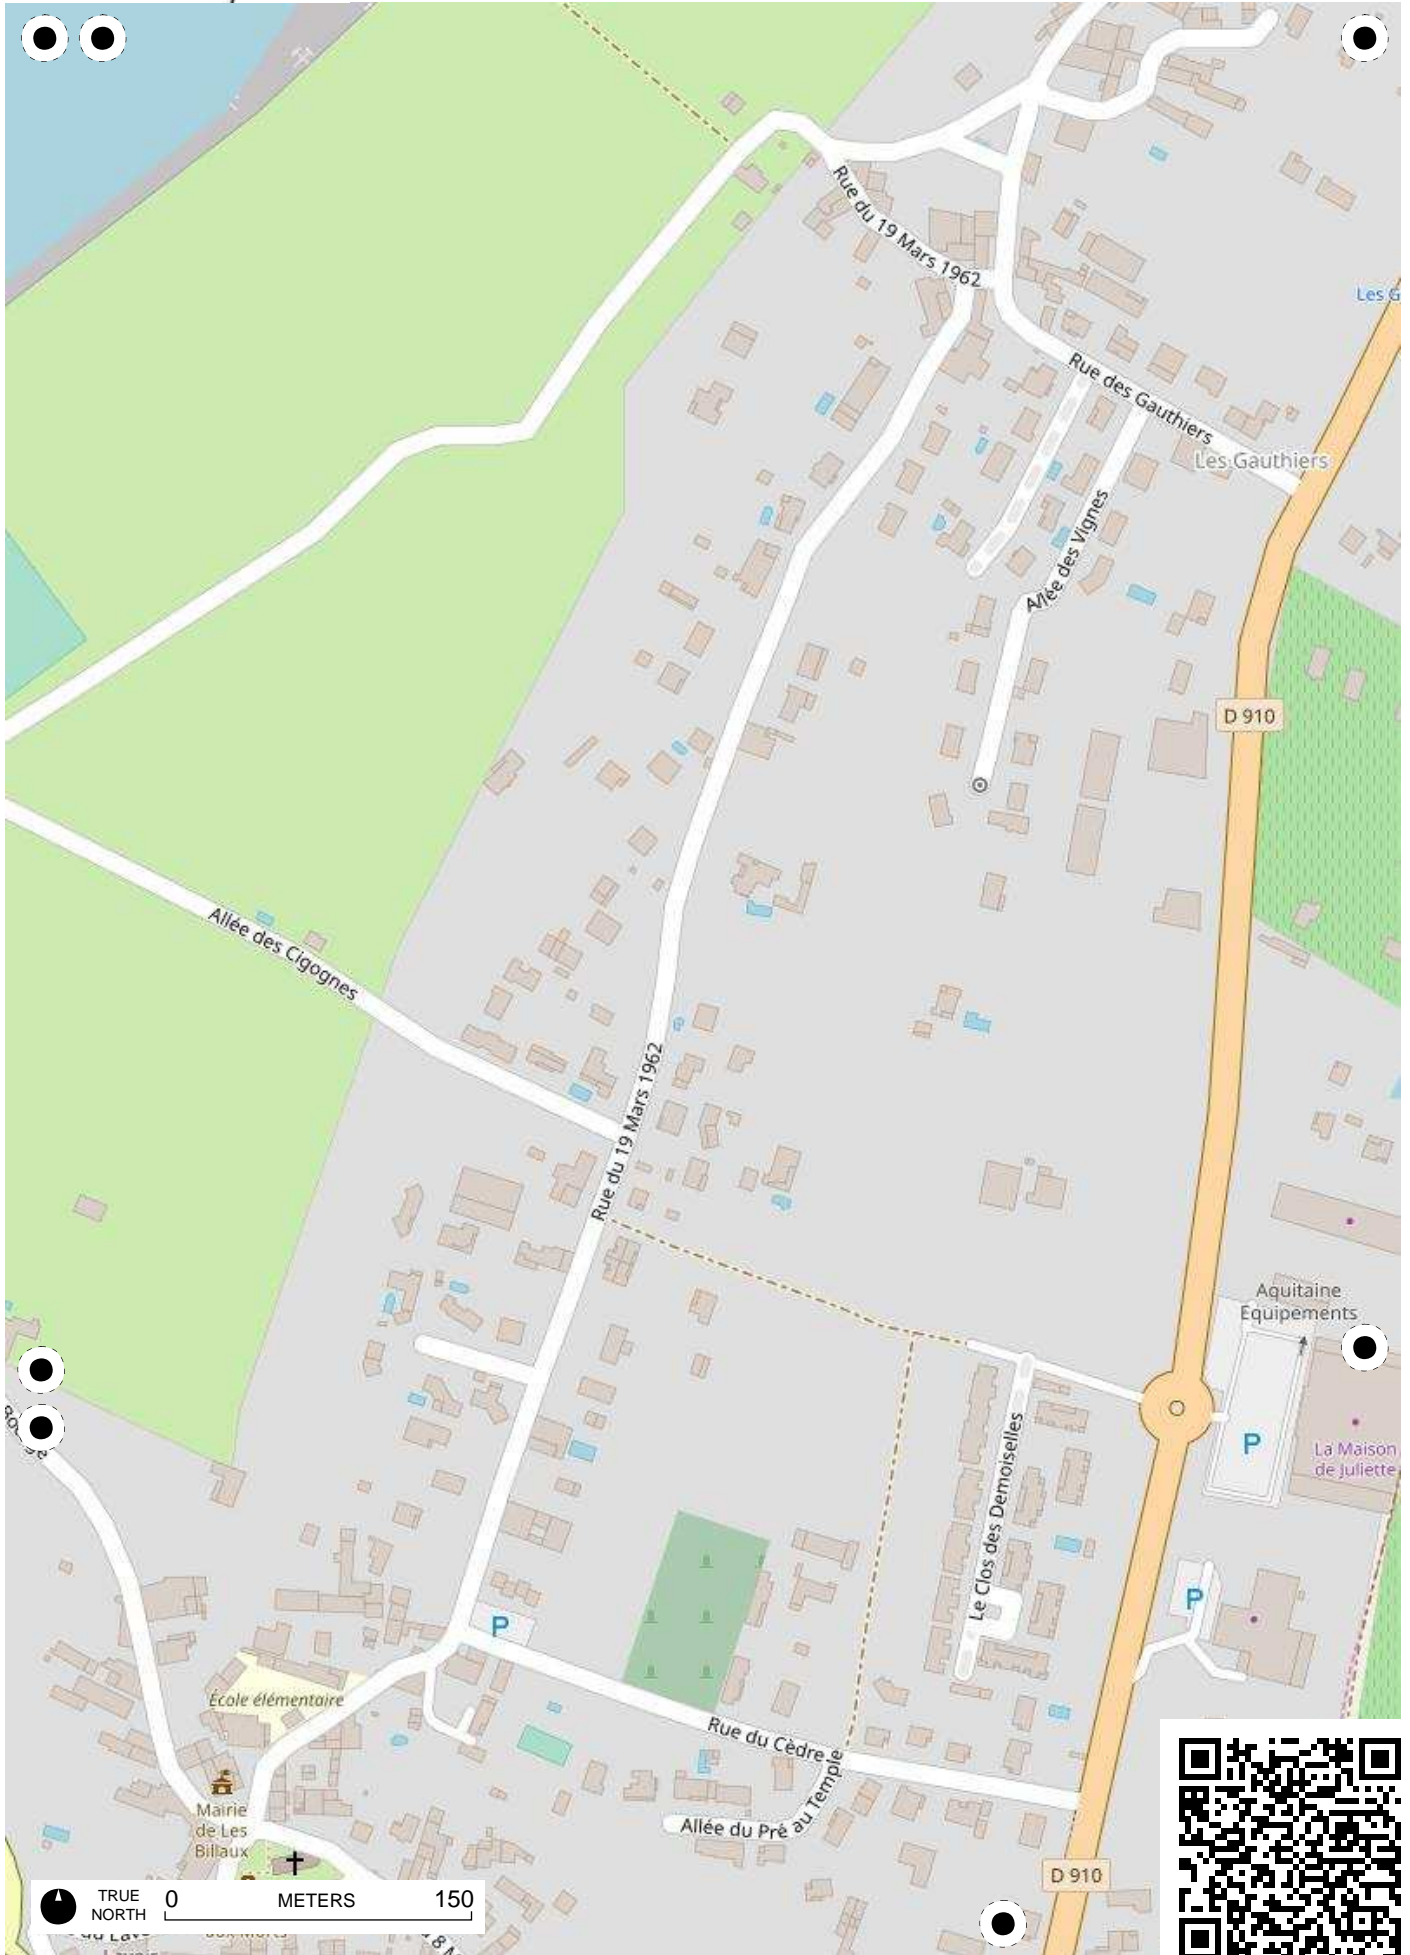 Rue du 19 Mars 1962
Les G
Rue des Gauthiers
Les Gauthiers
Allée des Vignes
D 910
Allée des Cigognes
Rue du 19 Mars 1962
Aquitaine
Equipements
P
La Maison
de Juliette
Le Clos des Demoiselles
P
P
École élémentaire
Rue du Cèdre
Allée du Pré au Temple
Mairie
de Les
Billaux
D 910
TRUE
NORTH
0 METERS 150